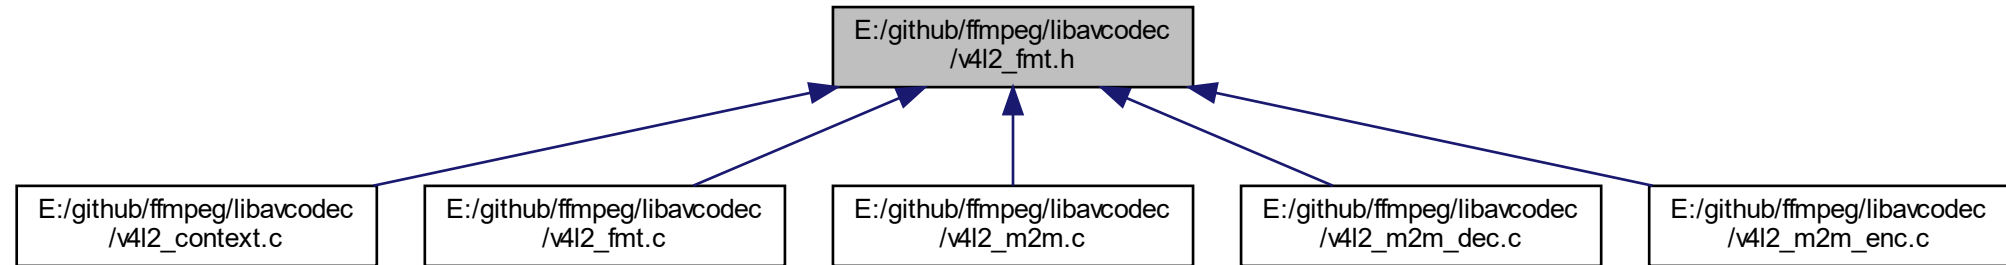 E:/github/ffmpeg/libavcodec
/v4l2_fmt.h
E:/github/ffmpeg/libavcodec
/v4l2_context.c
E:/github/ffmpeg/libavcodec
/v4l2_fmt.c
E:/github/ffmpeg/libavcodec
/v4l2_m2m.c
E:/github/ffmpeg/libavcodec
/v4l2_m2m_dec.c
E:/github/ffmpeg/libavcodec
/v4l2_m2m_enc.c